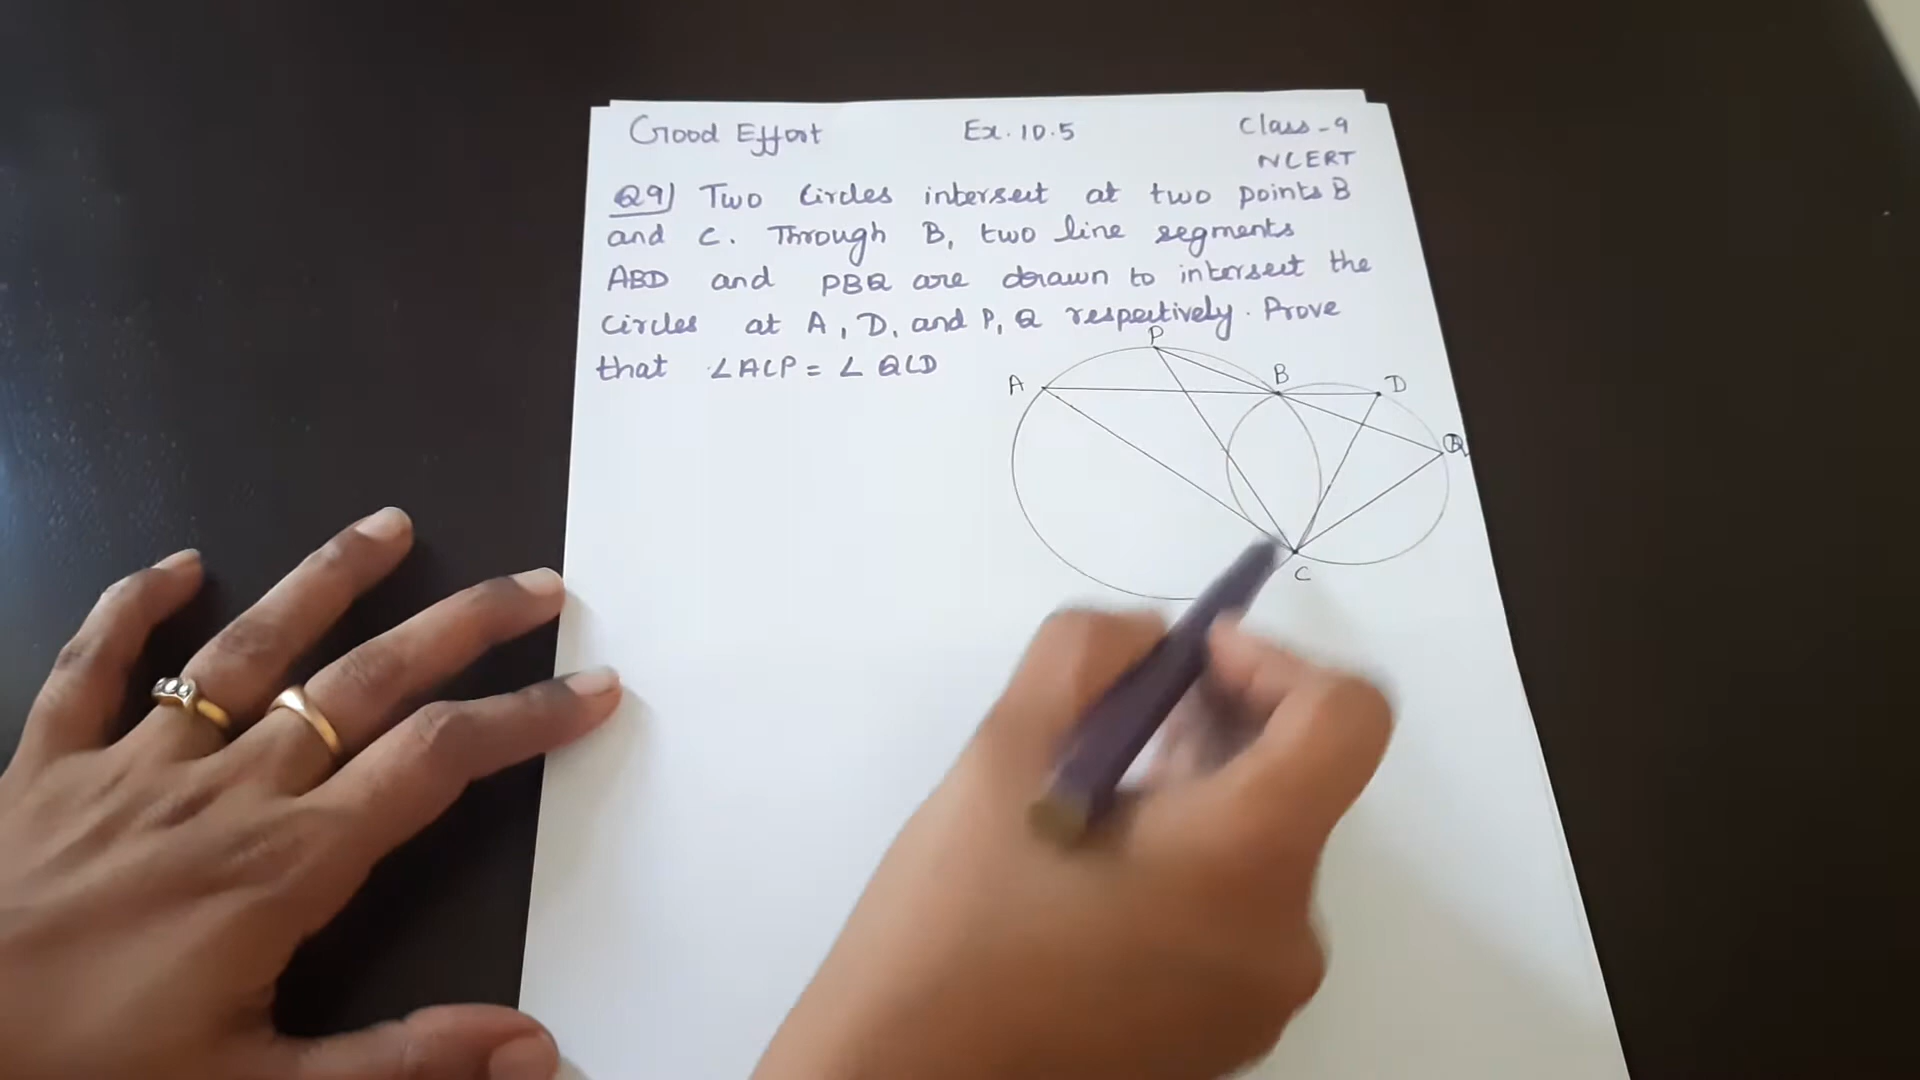 Good Effort Ex. 10.5 Class-9
NCERT
Q9) Two Circles intersect at two points B
and C. Through B, two line segments
ABD and PBQ are drawn to intersect the
circles at A, D, and P, Q respectively. Prove
that ∠ACP = ∠QCD
P
A B D
Q
C